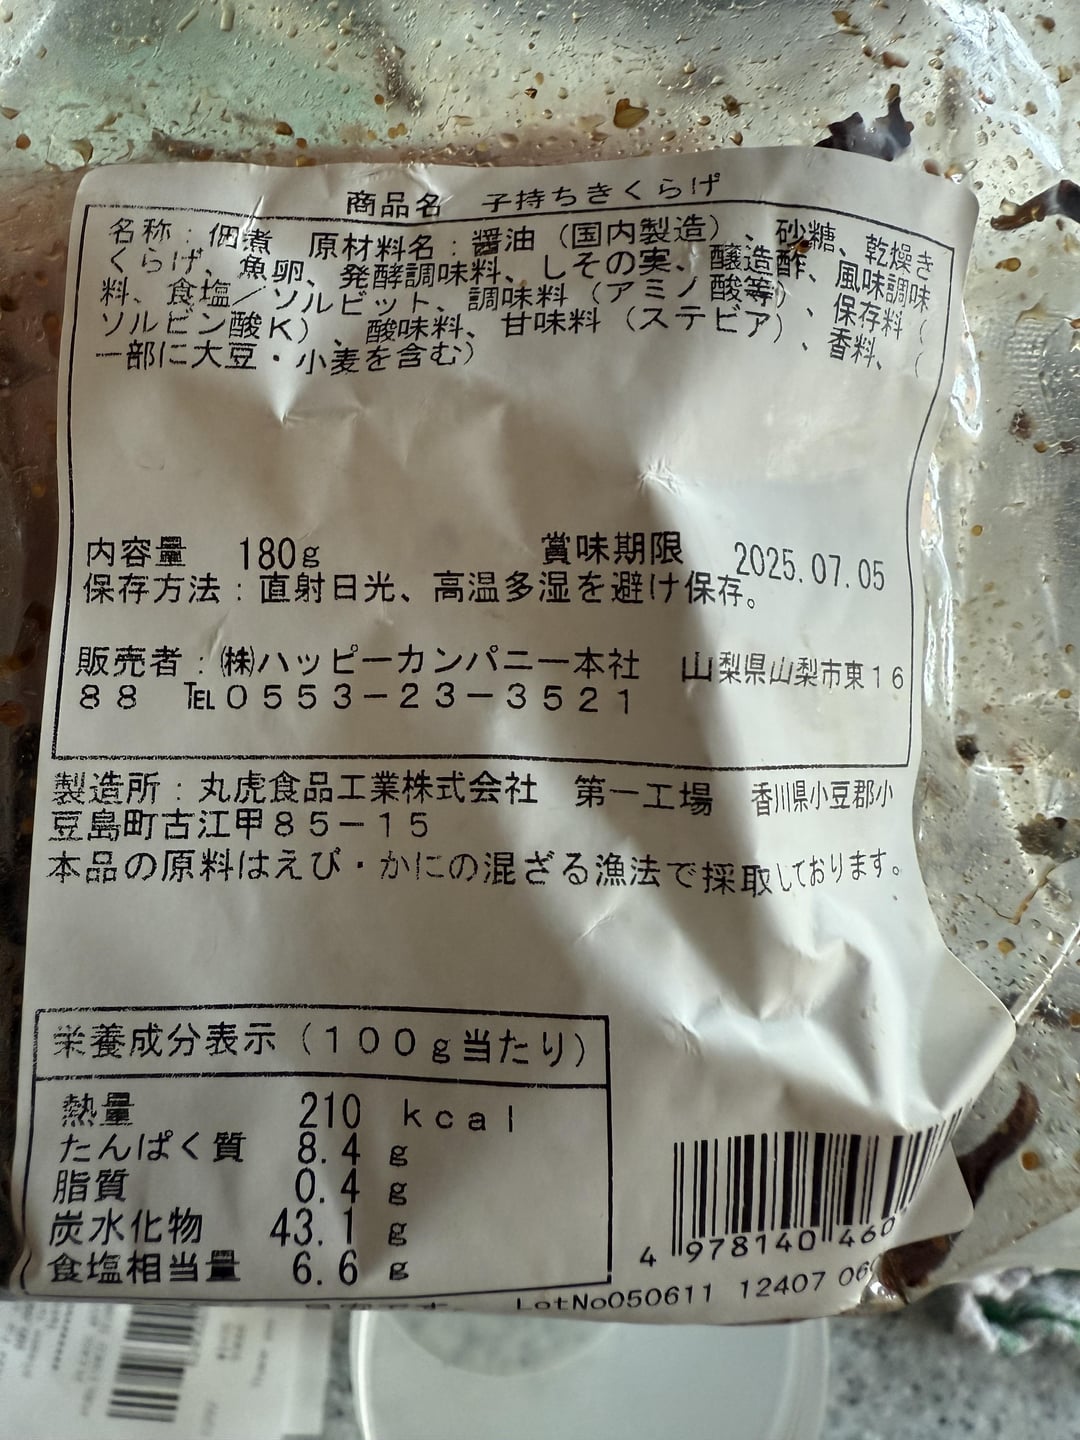 商品名 子持ちきくらげ
名称：佃煮 原材料名：醤油（国内製造）、砂糖、乾燥き
くらげ、魚卵、発酵調味料、しその実、醸造酢、風味調味
料、食塩／ソルビット、調味料（アミノ酸等）、保存料（
ソルビン酸Ｋ）、酸味料、甘味料（ステビア）、香料、（
一部に大豆・小麦を含む）
内容量 180g 賞味期限 2025.07.05
保存方法：直射日光、高温多湿を避け保存。
販売者：㈱ハッピーカンパニー本社 山梨県山梨市東１６
８８ ℡０５５３－２３－３５２１
製造所：丸虎食品工業株式会社 第一工場 香川県小豆郡小
豆島町古江甲８５－１５
本品の原料はえび・かにの混ざる漁法で採取しております。
栄養成分表示（１００ｇ当たり）
熱量 210 ｋｃａｌ
たんぱく質 8.4 ｇ
脂質 0.4 ｇ
炭水化物 43.1 ｇ
食塩相当量 6.6 ｇ
4 978140 460
LotNo050611 12407 06